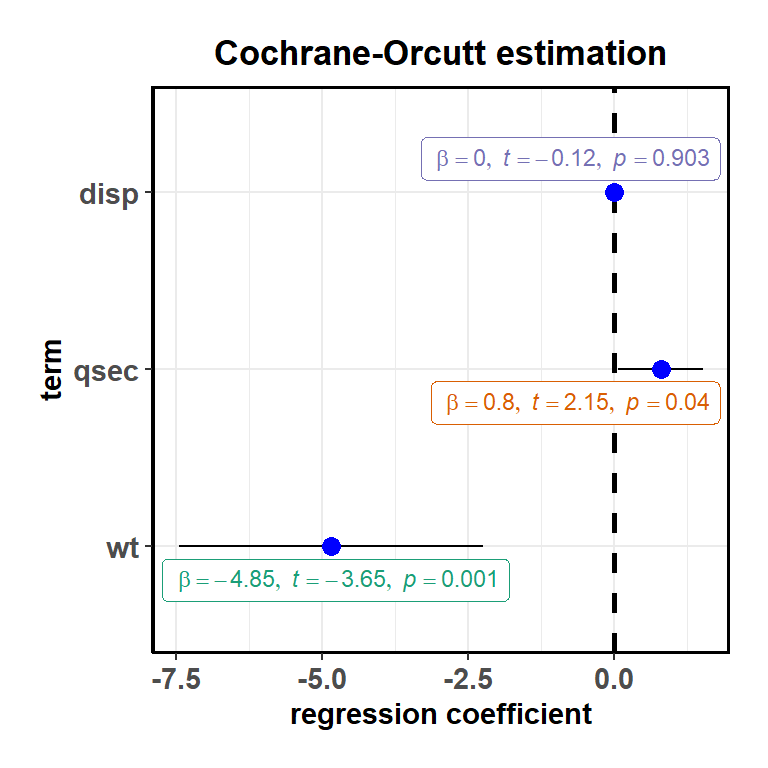 Cochrane-Orcutt estimation
β = 0, t = −0.12, p = 0.903
disp
term
qsec
β = 0.8, t = 2.15, p = 0.04
wt
β = −4.85, t = −3.65, p = 0.001
-7.5 -5.0 -2.5 0.0
regression coefficient